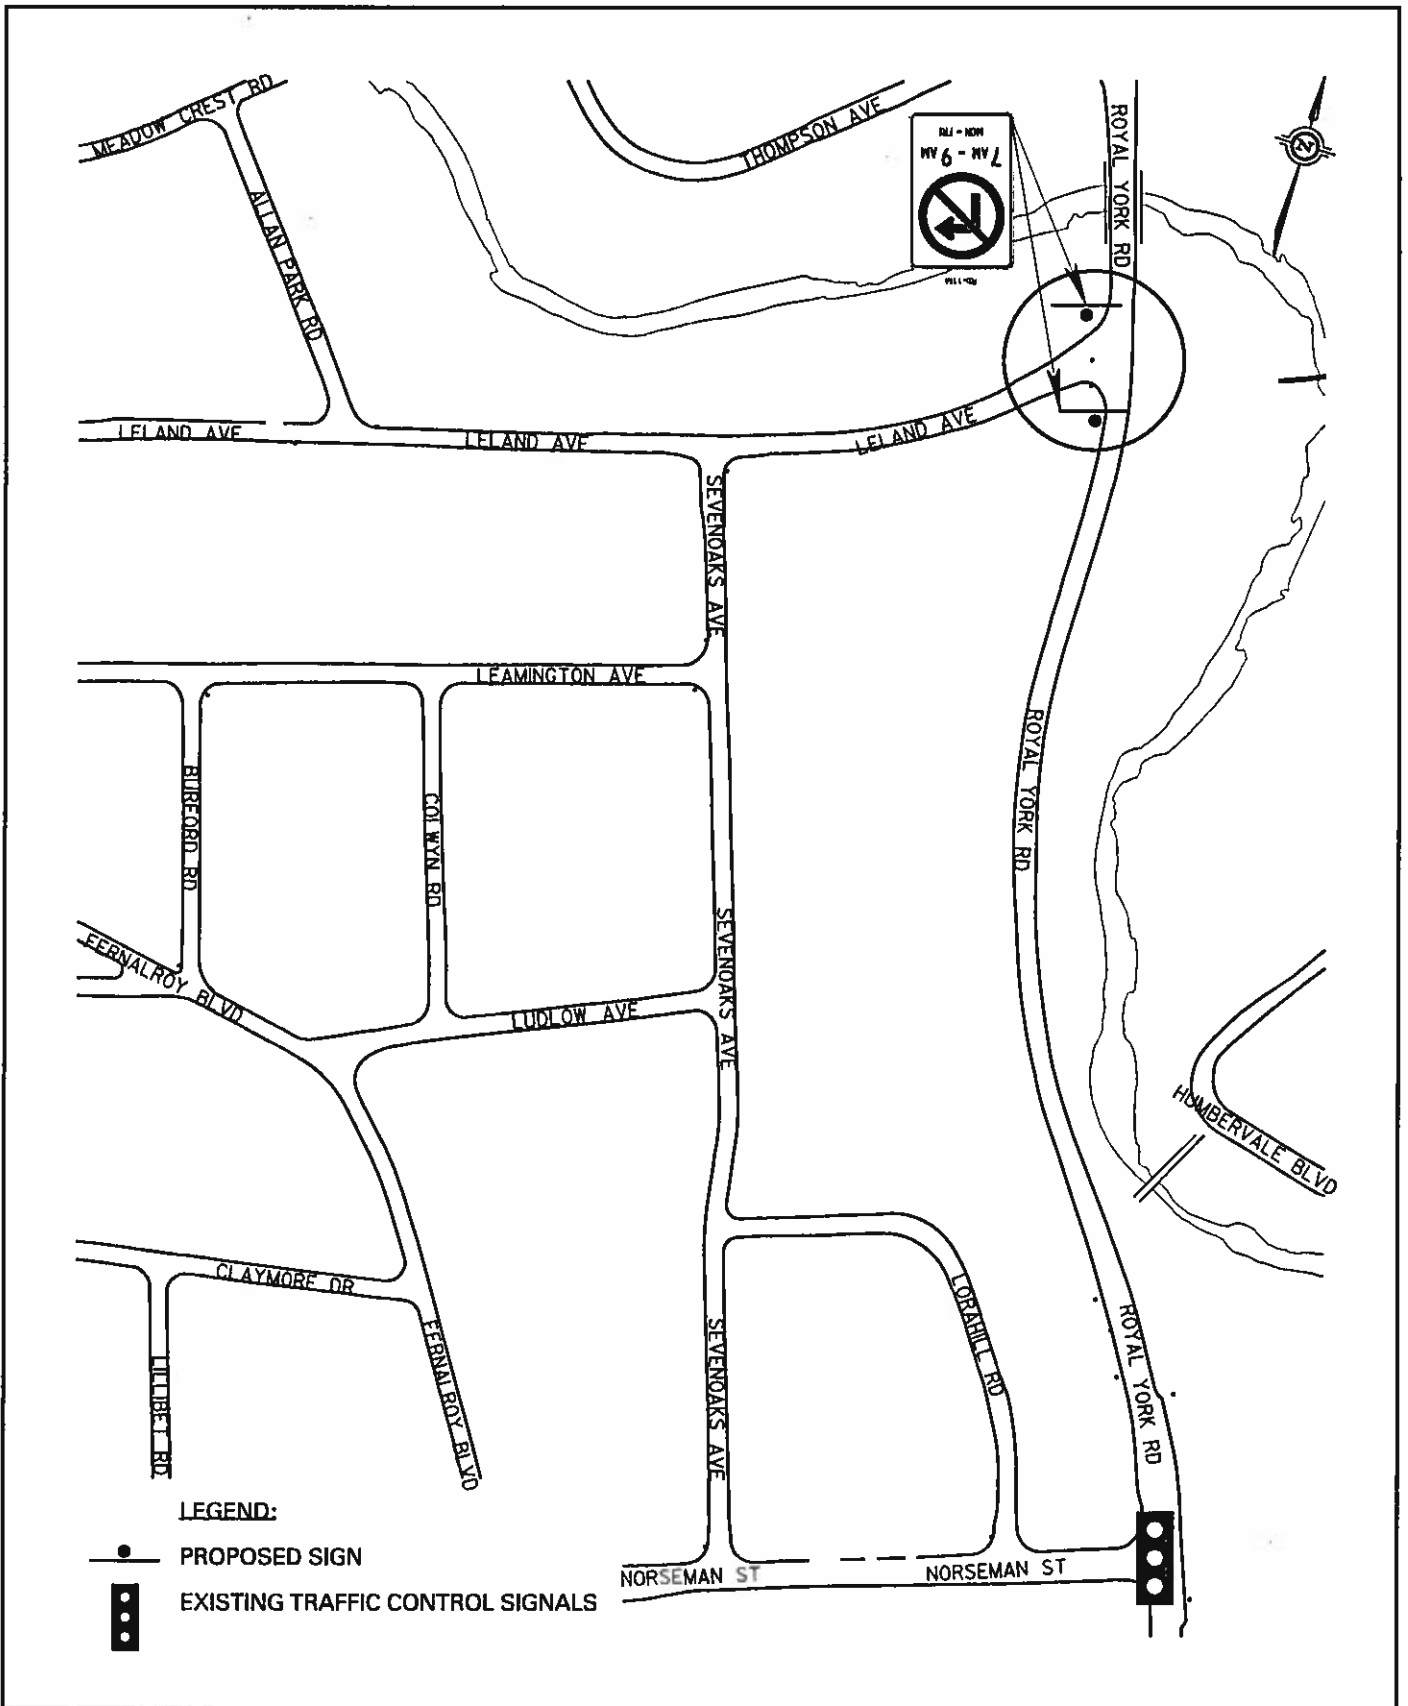 MEADOW CREST RD
ALLAN PARK RD
THOMPSON AVE
ROYAL YORK RD
7 AM - 9 AM
MON - FRI
RB-11M
N
LELAND AVE
LELAND AVE
LELAND AVE
SEVENOAKS AVE
LEAMINGTON AVE
BURFORD RD
COLWYN RD
ROYAL YORK RD
FERNALROY BLVD
LUDLOW AVE
SEVENOAKS AVE
HUMBERVALE BLVD
CLAYMORE DR
LILLIBET RD
FERNALROY BLVD
SEVENOAKS AVE
LORAHILL RD
ROYAL YORK RD
NORSEMAN ST
NORSEMAN ST
LEGEND:
PROPOSED SIGN
EXISTING TRAFFIC CONTROL SIGNALS